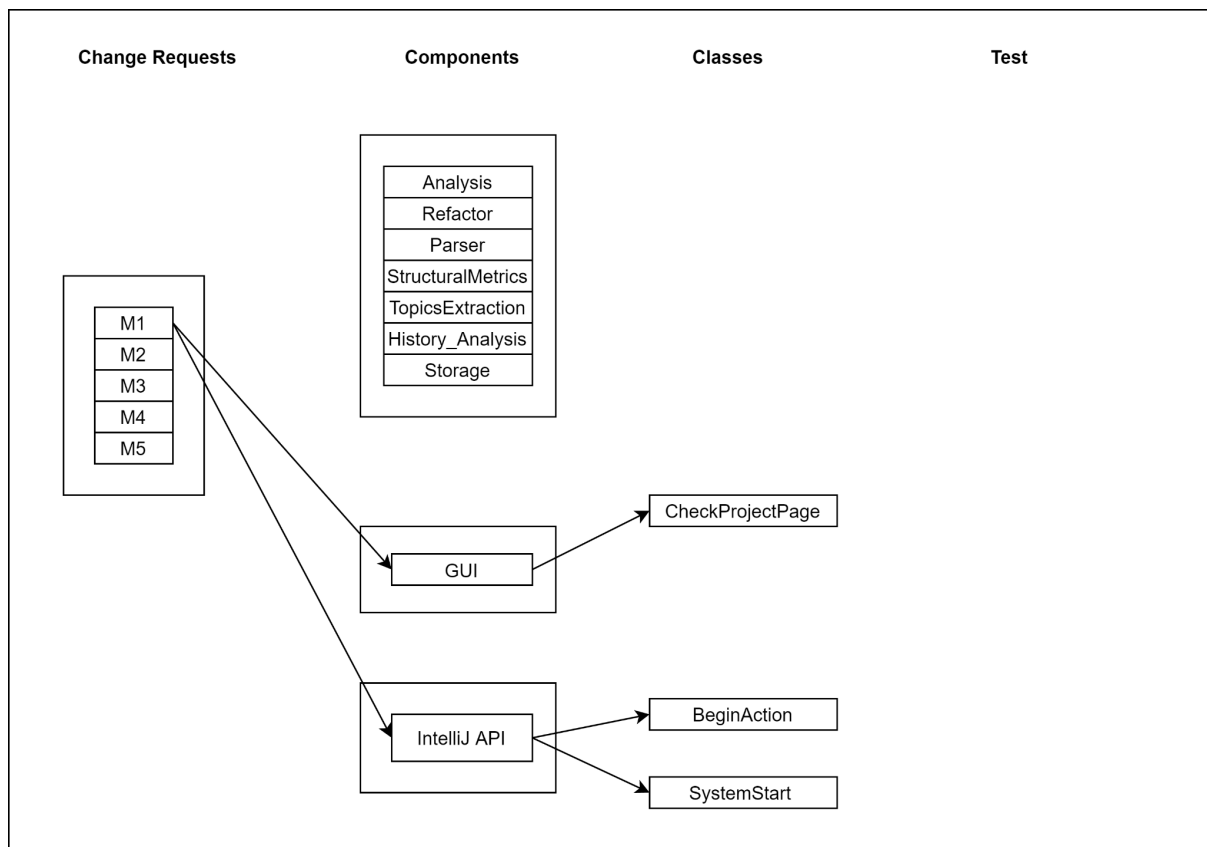 Change Requests
Components
Classes
Test
Analysis
Refactor
Parser
StructuralMetrics
TopicsExtraction
History_Analysis
Storage
M1
M2
M3
M4
M5
GUI
CheckProjectPage
IntelliJ API
BeginAction
SystemStart